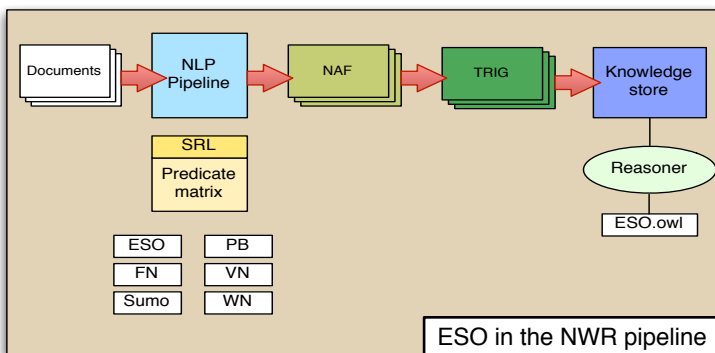 Documents
NLP
Pipeline
NAF
TRIG
Knowledge
store
SRL
Predicate
matrix
Reasoner
ESO.owl
ESO
PB
FN
VN
Sumo
WN
ESO in the NWR pipeline